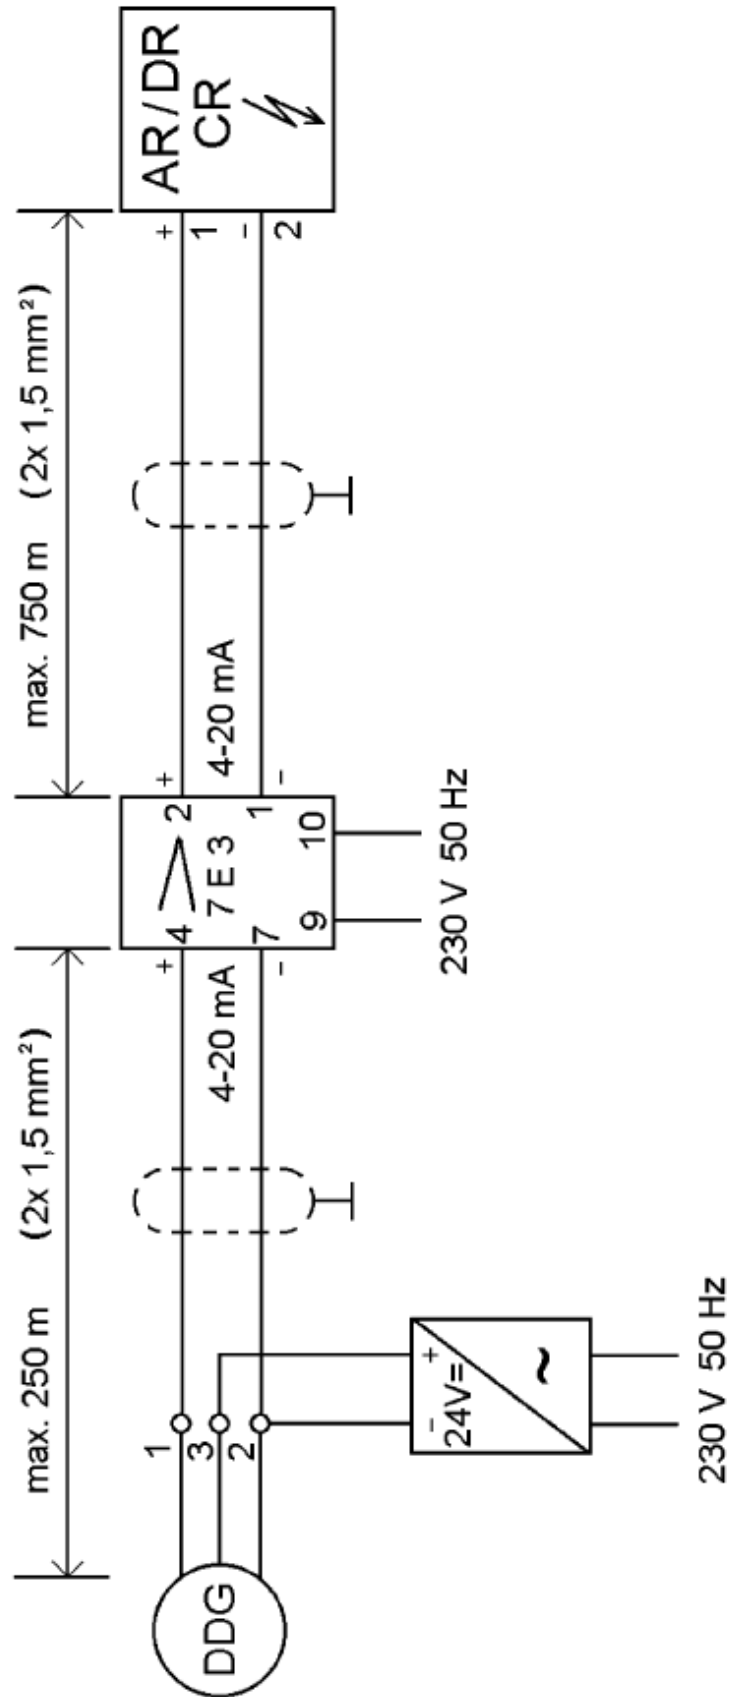 max. 250 m (2x 1,5 mm²)
max. 750 m (2x 1,5 mm²)
DDG
1
3
2
+
4-20 mA
-
4
7
7 E 3
2
1
9
10
+
4-20 mA
-
+
1
-
2
AR/DR
CR
- +
24V=
~
230 V 50 Hz
230 V 50 Hz